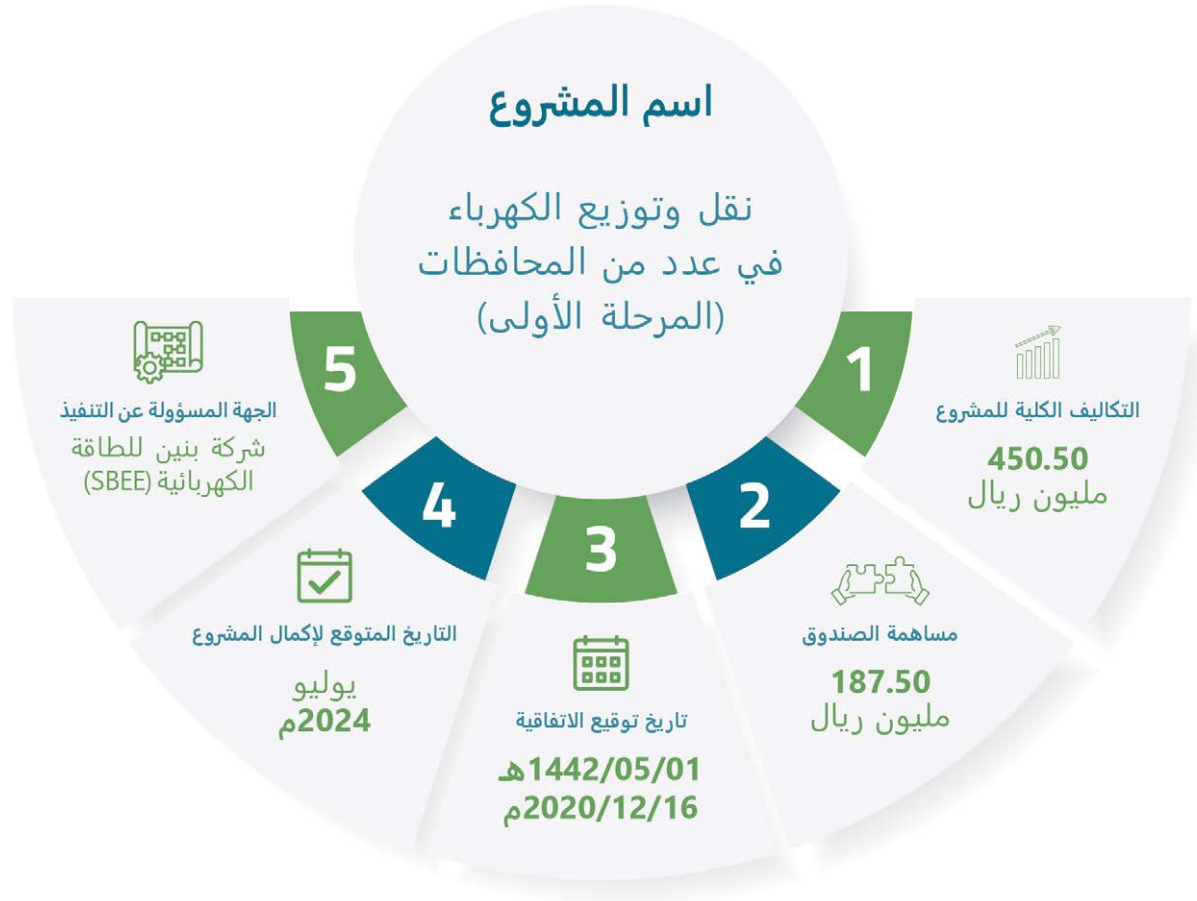 اسم المشروع
نقل وتوزيع الكهرباء
في عدد من المحافظات
(المرحلة الأولى)
1
التكاليف الكلية للمشروع
450.50
مليون ريال
2
مساهمة الصندوق
187.50
مليون ريال
3
تاريخ توقيع الاتفاقية
1442/05/01هـ
2020/12/16م
4
التاريخ المتوقع لإكمال المشروع
يوليو
2024م
5
الجهة المسؤولة عن التنفيذ
شركة بنين للطاقة
الكهربائية (SBEE)